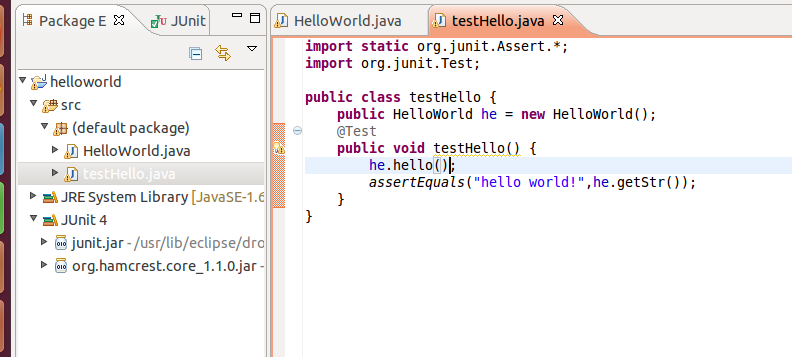 Package E
JUnit
helloworld
src
(default package)
HelloWorld.java
testHello.java
JRE System Library [JavaSE-1.6
JUnit 4
junit.jar - /usr/lib/eclipse/dro
org.hamcrest.core_1.1.0.jar -
HelloWorld.java
testHello.java
import static org.junit.Assert.*;
import org.junit.Test;
public class testHello {
public HelloWorld he = new HelloWorld();
@Test
public void testHello() {
he.hello();
assertEquals("hello world!",he.getStr());
}
}